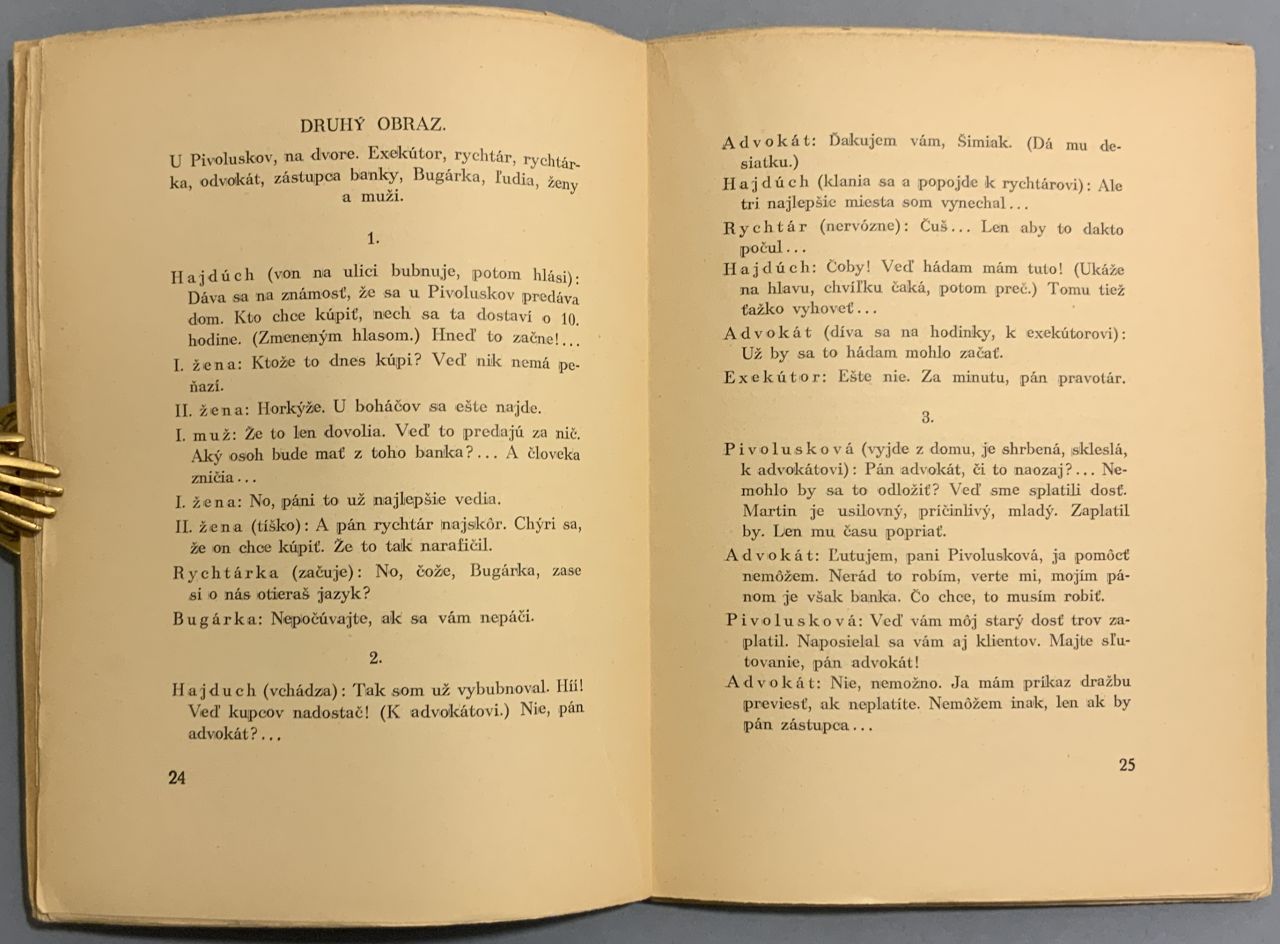 DRUHÝ OBRAZ.
U Pivoluskov, na dvore. Exekútor, rychtár, rychtár-
ka, odvokát, zástupca banky, Bugárka, ľudia, ženy
a muži.
1.
Hajdúch (von na ulici bubnuje, potom hlási):
Dáva sa na známosť, že sa u Pivoluskov predáva
dom. Kto chce kúpiť, nech sa ta dostaví o 10.
hodine. (Zmeneným hlasom.) Hneď to začne!...
I. žena: Ktože to dnes kúpi? Veď nik nemá pe-
ňazí.
II. žena: Horkýže. U boháčov sa ešte najde.
I. muž: Že to len dovolia. Veď to predajú za nič.
Aký osoh bude mať z toho banka?... A človeka
zničia...
I. žena: No, páni to už najlepšie vedia.
II. žena (tíško): A pán rychtár najskôr. Chýri sa,
že on chce kúpiť. Že to tak narafičil.
Rychtárka (začuje): No, čože, Bugárka, zase
si o nás otieraš jazyk?
Bugárka: Nepočúvajte, ak sa vám nepáči.
2.
Hajduch (vchádza): Tak som už vybubnoval. Híi!
Veď kupcov nadostač! (K advokátovi.) Nie, pán
advokát?...
24
Advokát: Ďakujem vám, Šimiak. (Dá mu de-
siatku.)
Hajdúch (klania sa a popojde k rychtárovi): Ale
tri najlepšie miesta som vynechal...
Rychtár (nervózne): Čuš... Len aby to dakto
počul...
Hajdúch: Čoby! Veď hádam mám tuto! (Ukáže
na hlavu, chvíľku čaká, potom preč.) Tomu tiež
ťažko vyhoveť...
Advokát (díva sa na hodinky, k exekútorovi):
Už by sa to hádam mohlo začať.
Exekútor: Ešte nie. Za minutu, pán pravotár.
3.
Pivolusková (vyjde z domu, je shrbená, skleslá,
k advokátovi): Pán advokát, či to naozaj?... Ne-
mohlo by sa to odložiť? Veď sme splatili dosť.
Martin je usilovný, príčinlivý, mladý. Zaplatil
by. Len mu času popriať.
Advokát: Ľutujem, pani Pivolusková, ja pomôcť
nemôžem. Nerád to robím, verte mi, mojím pá-
nom je však banka. Čo chce, to musím robiť.
Pivolusková: Veď vám môj starý dosť trov za-
platil. Naposielal sa vám aj klientov. Majte sľu-
tovanie, pán advokát!
Advokát: Nie, nemožno. Ja mám príkaz dražbu
previesť, ak neplatíte. Nemôžem inak, len ak by
pán zástupca...
25